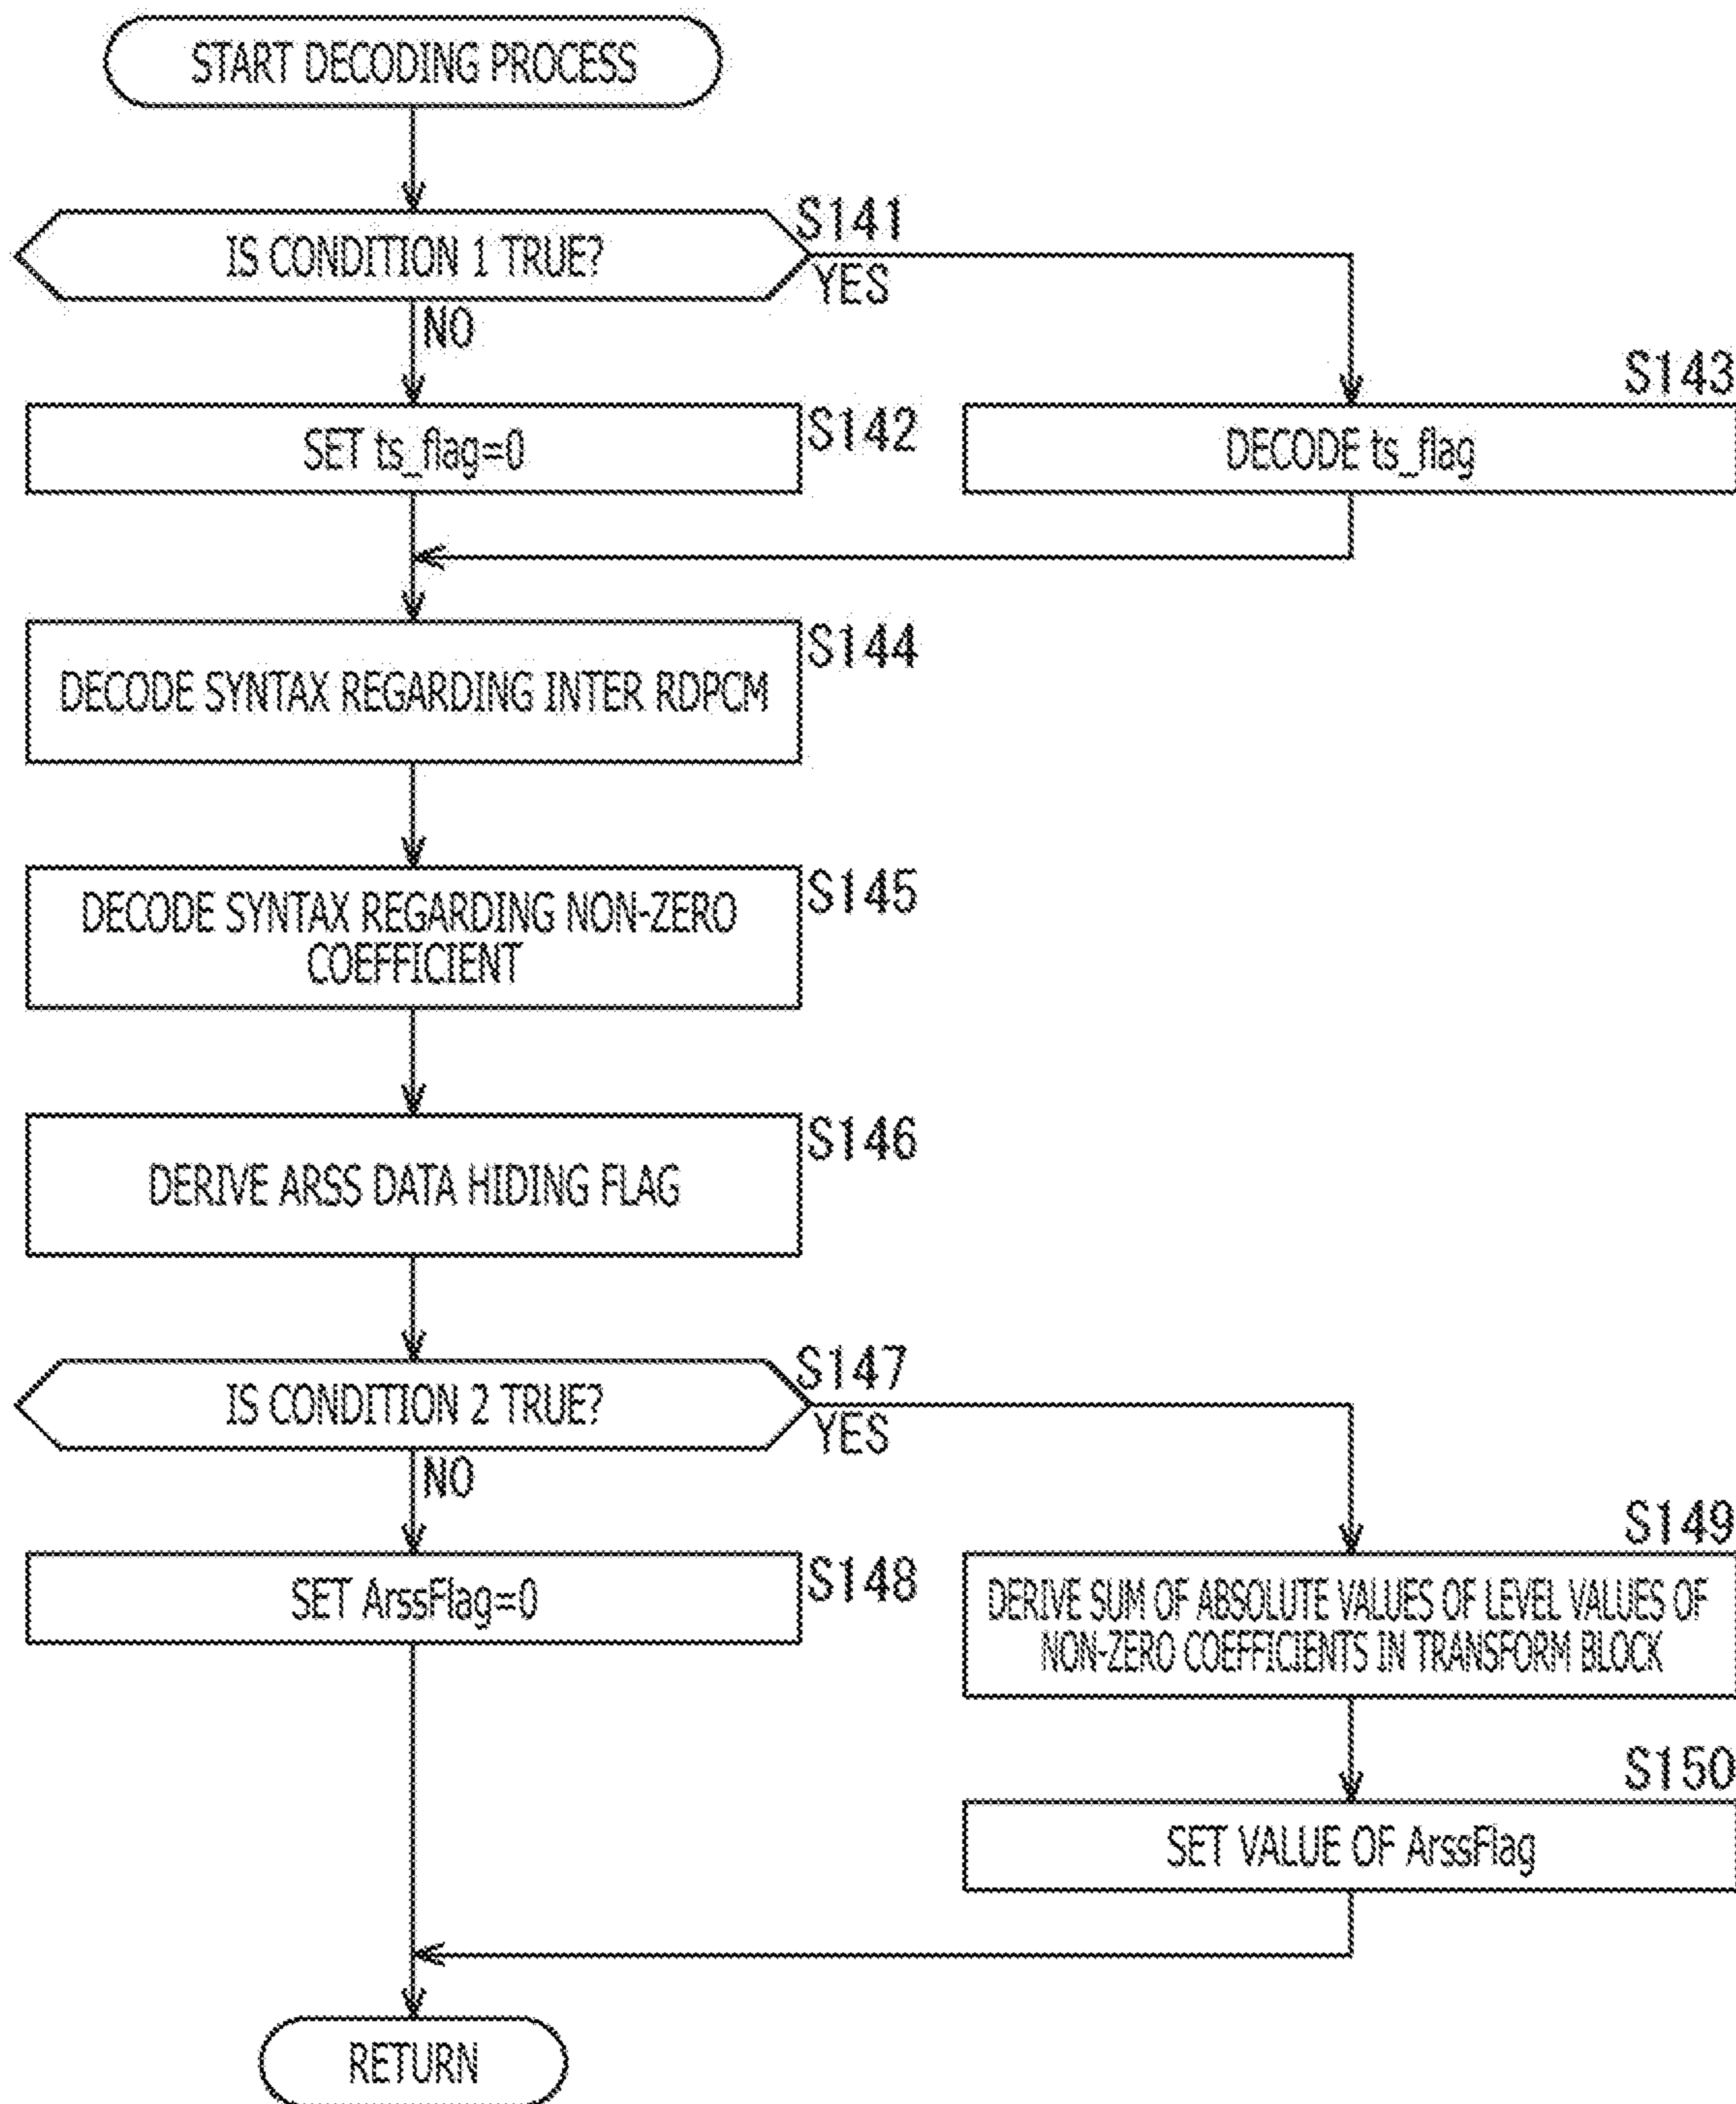 START DECODING PROCESS
S141
IS CONDITION 1 TRUE?
YES
NO
S143
S142
SET ts_flag=0
DECODE ts_flag
S144
DECODE SYNTAX REGARDING INTER RDPCM
S145
DECODE SYNTAX REGARDING NON-ZERO
COEFFICIENT
S146
DERIVE ARSS DATA HIDING FLAG
S147
IS CONDITION 2 TRUE?
YES
NO
S149
S148
SET ArssFlag=0
DERIVE SUM OF ABSOLUTE VALUES OF LEVEL VALUES OF
NON-ZERO COEFFICIENTS IN TRANSFORM BLOCK
S150
SET VALUE OF ArssFlag
RETURN